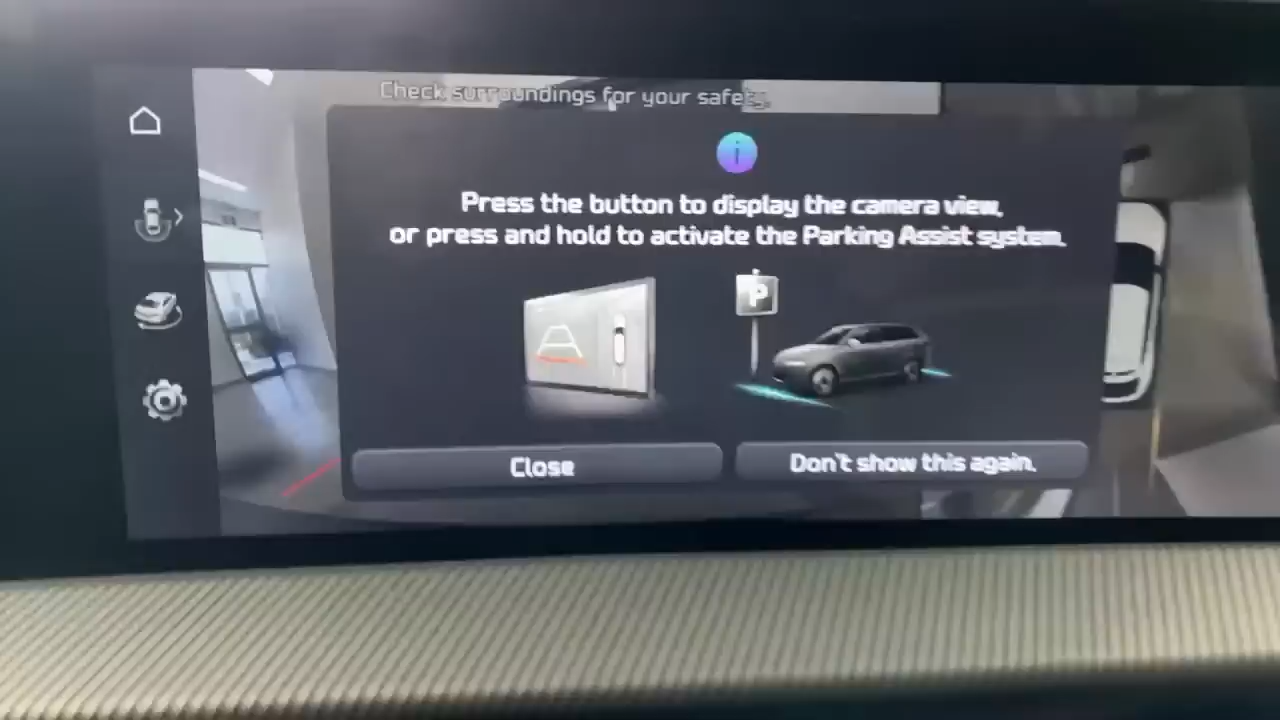 Check surroundings for your safety.
i
Press the button to display the camera view,
or press and hold to activate the Parking Assist system.
P
Close
Don't show this again.